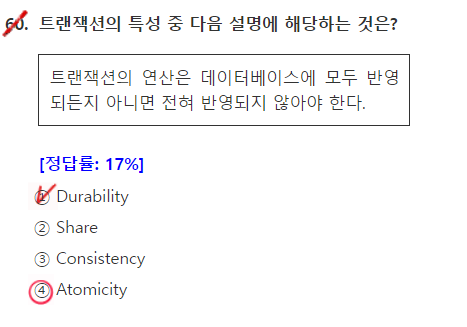 60. 트랜잭션의 특성 중 다음 설명에 해당하는 것은?
트랜잭션의 연산은 데이터베이스에 모두 반영
되든지 아니면 전혀 반영되지 않아야 한다.
[정답률: 17%]
① Durability
② Share
③ Consistency
④ Atomicity